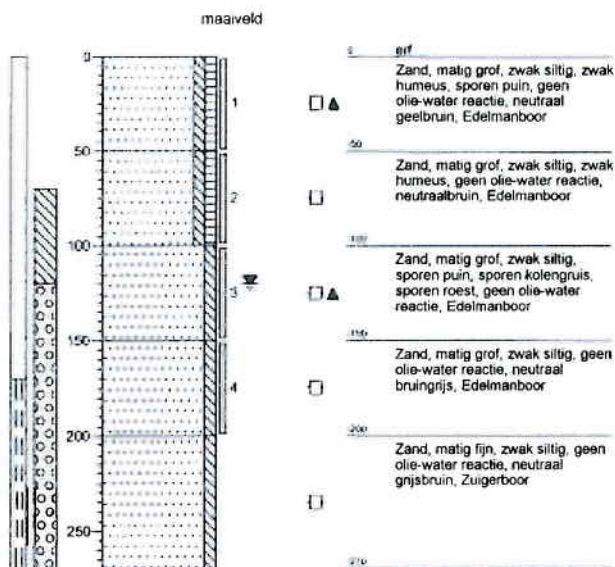 maaiveld
0
50
100
150
200
250
1
2
3
4
0 erf
Zand, matig grof, zwak siltig, zwak
humeus, sporen puin, geen
olie-water reactie, neutraal
geelbruin, Edelmanboor
50
Zand, matig grof, zwak siltig, zwak
humeus, geen olie-water reactie,
neutraalbruin, Edelmanboor
100
Zand, matig grof, zwak siltig,
sporen puin, sporen kolengruis,
sporen roest, geen olie-water
reactie, Edelmanboor
150
Zand, matig grof, zwak siltig, geen
olie-water reactie, neutraal
bruingrijs, Edelmanboor
200
Zand, matig fijn, zwak siltig, geen
olie-water reactie, neutraal
grijsbruin, Zuigerboor
270